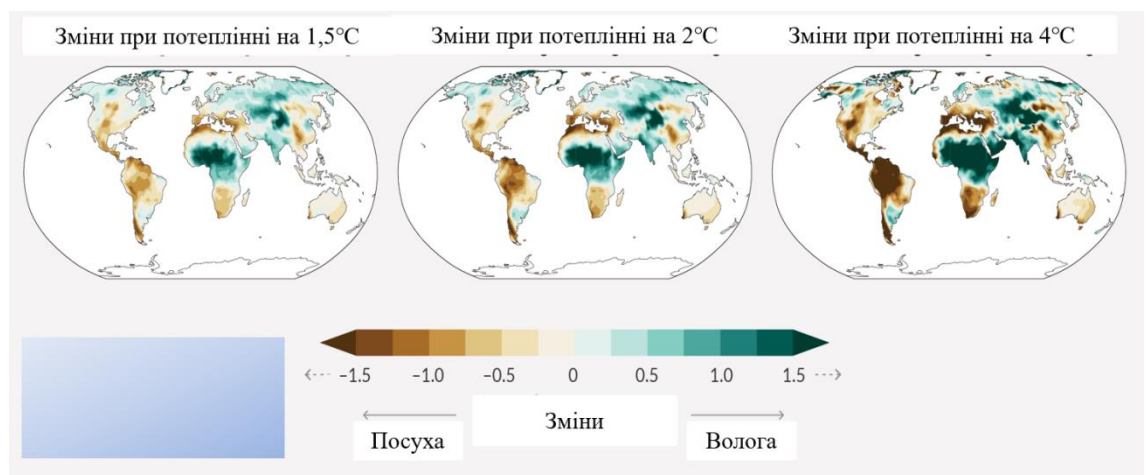 Зміни при потеплінні на 1,5°C
Зміни при потеплінні на 2°C
Зміни при потеплінні на 4°C
−1.5 −1.0 −0.5 0 0.5 1.0 1.5
Зміни
Посуха
Волога